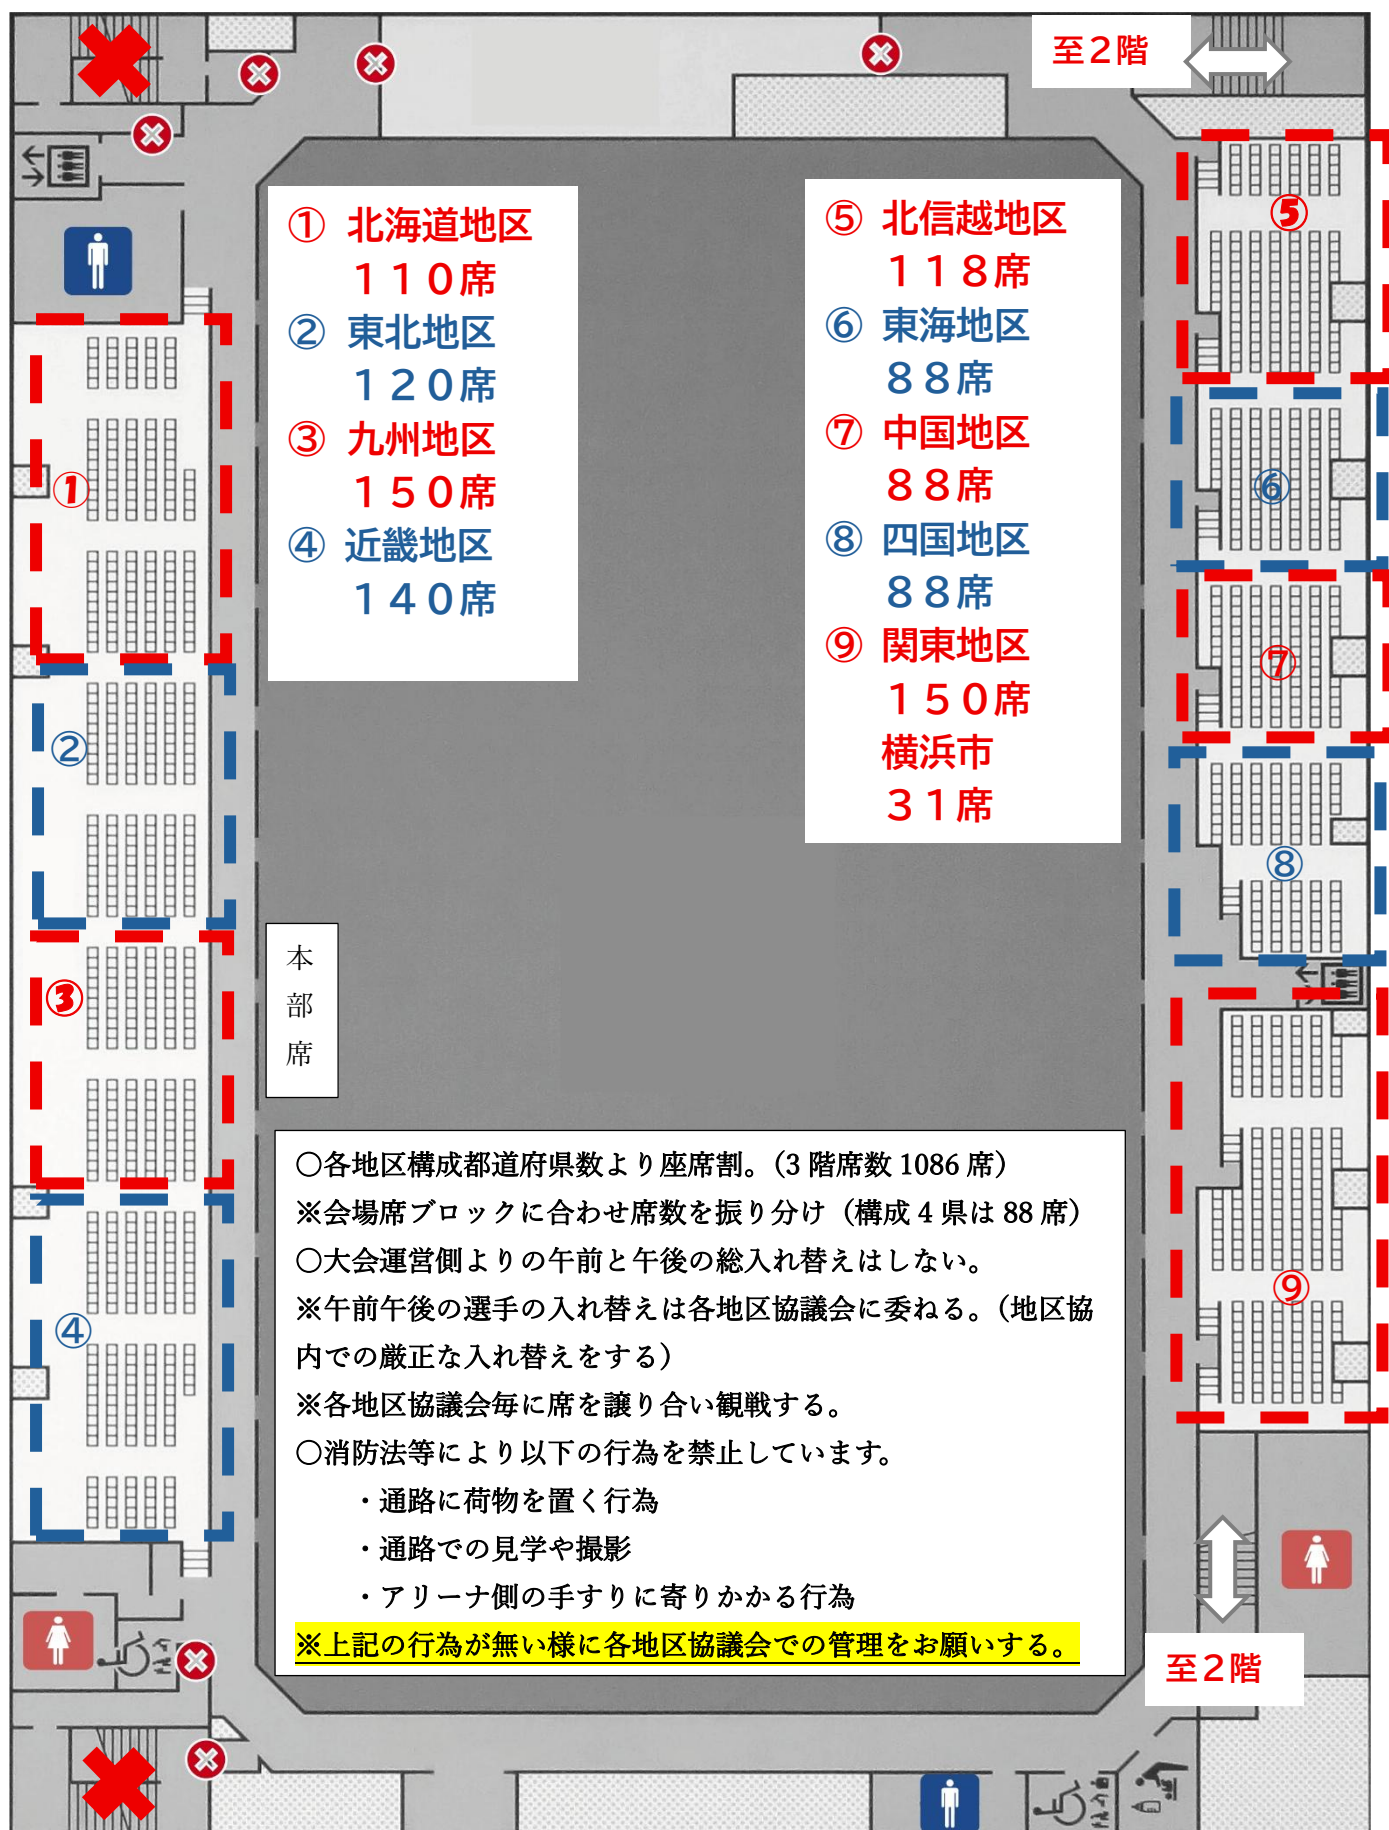 至２階
① 北海道地区
１１０席
② 東北地区
１２０席
③ 九州地区
１５０席
④ 近畿地区
１４０席
⑤ 北信越地区
１１８席
⑥ 東海地区
８８席
⑦ 中国地区
８８席
⑧ 四国地区
８８席
⑨ 関東地区
１５０席
横浜市
３１席
⑤
①
⑥
⑦
②
⑧
③
本部席
⑨
④
○各地区構成都道府県数より座席割。（3 階席数 1086 席）
※会場席ブロックに合わせ席数を振り分け（構成 4 県は 88 席）
○大会運営側よりの午前と午後の総入れ替えはしない。
※午前午後の選手の入れ替えは各地区協議会に委ねる。（地区協
内での厳正な入れ替えをする）
※各地区協議会毎に席を譲り合い観戦する。
○消防法等により以下の行為を禁止しています。
・通路に荷物を置く行為
・通路での見学や撮影
・アリーナ側の手すりに寄りかかる行為
※上記の行為が無い様に各地区協議会での管理をお願いする。
至２階